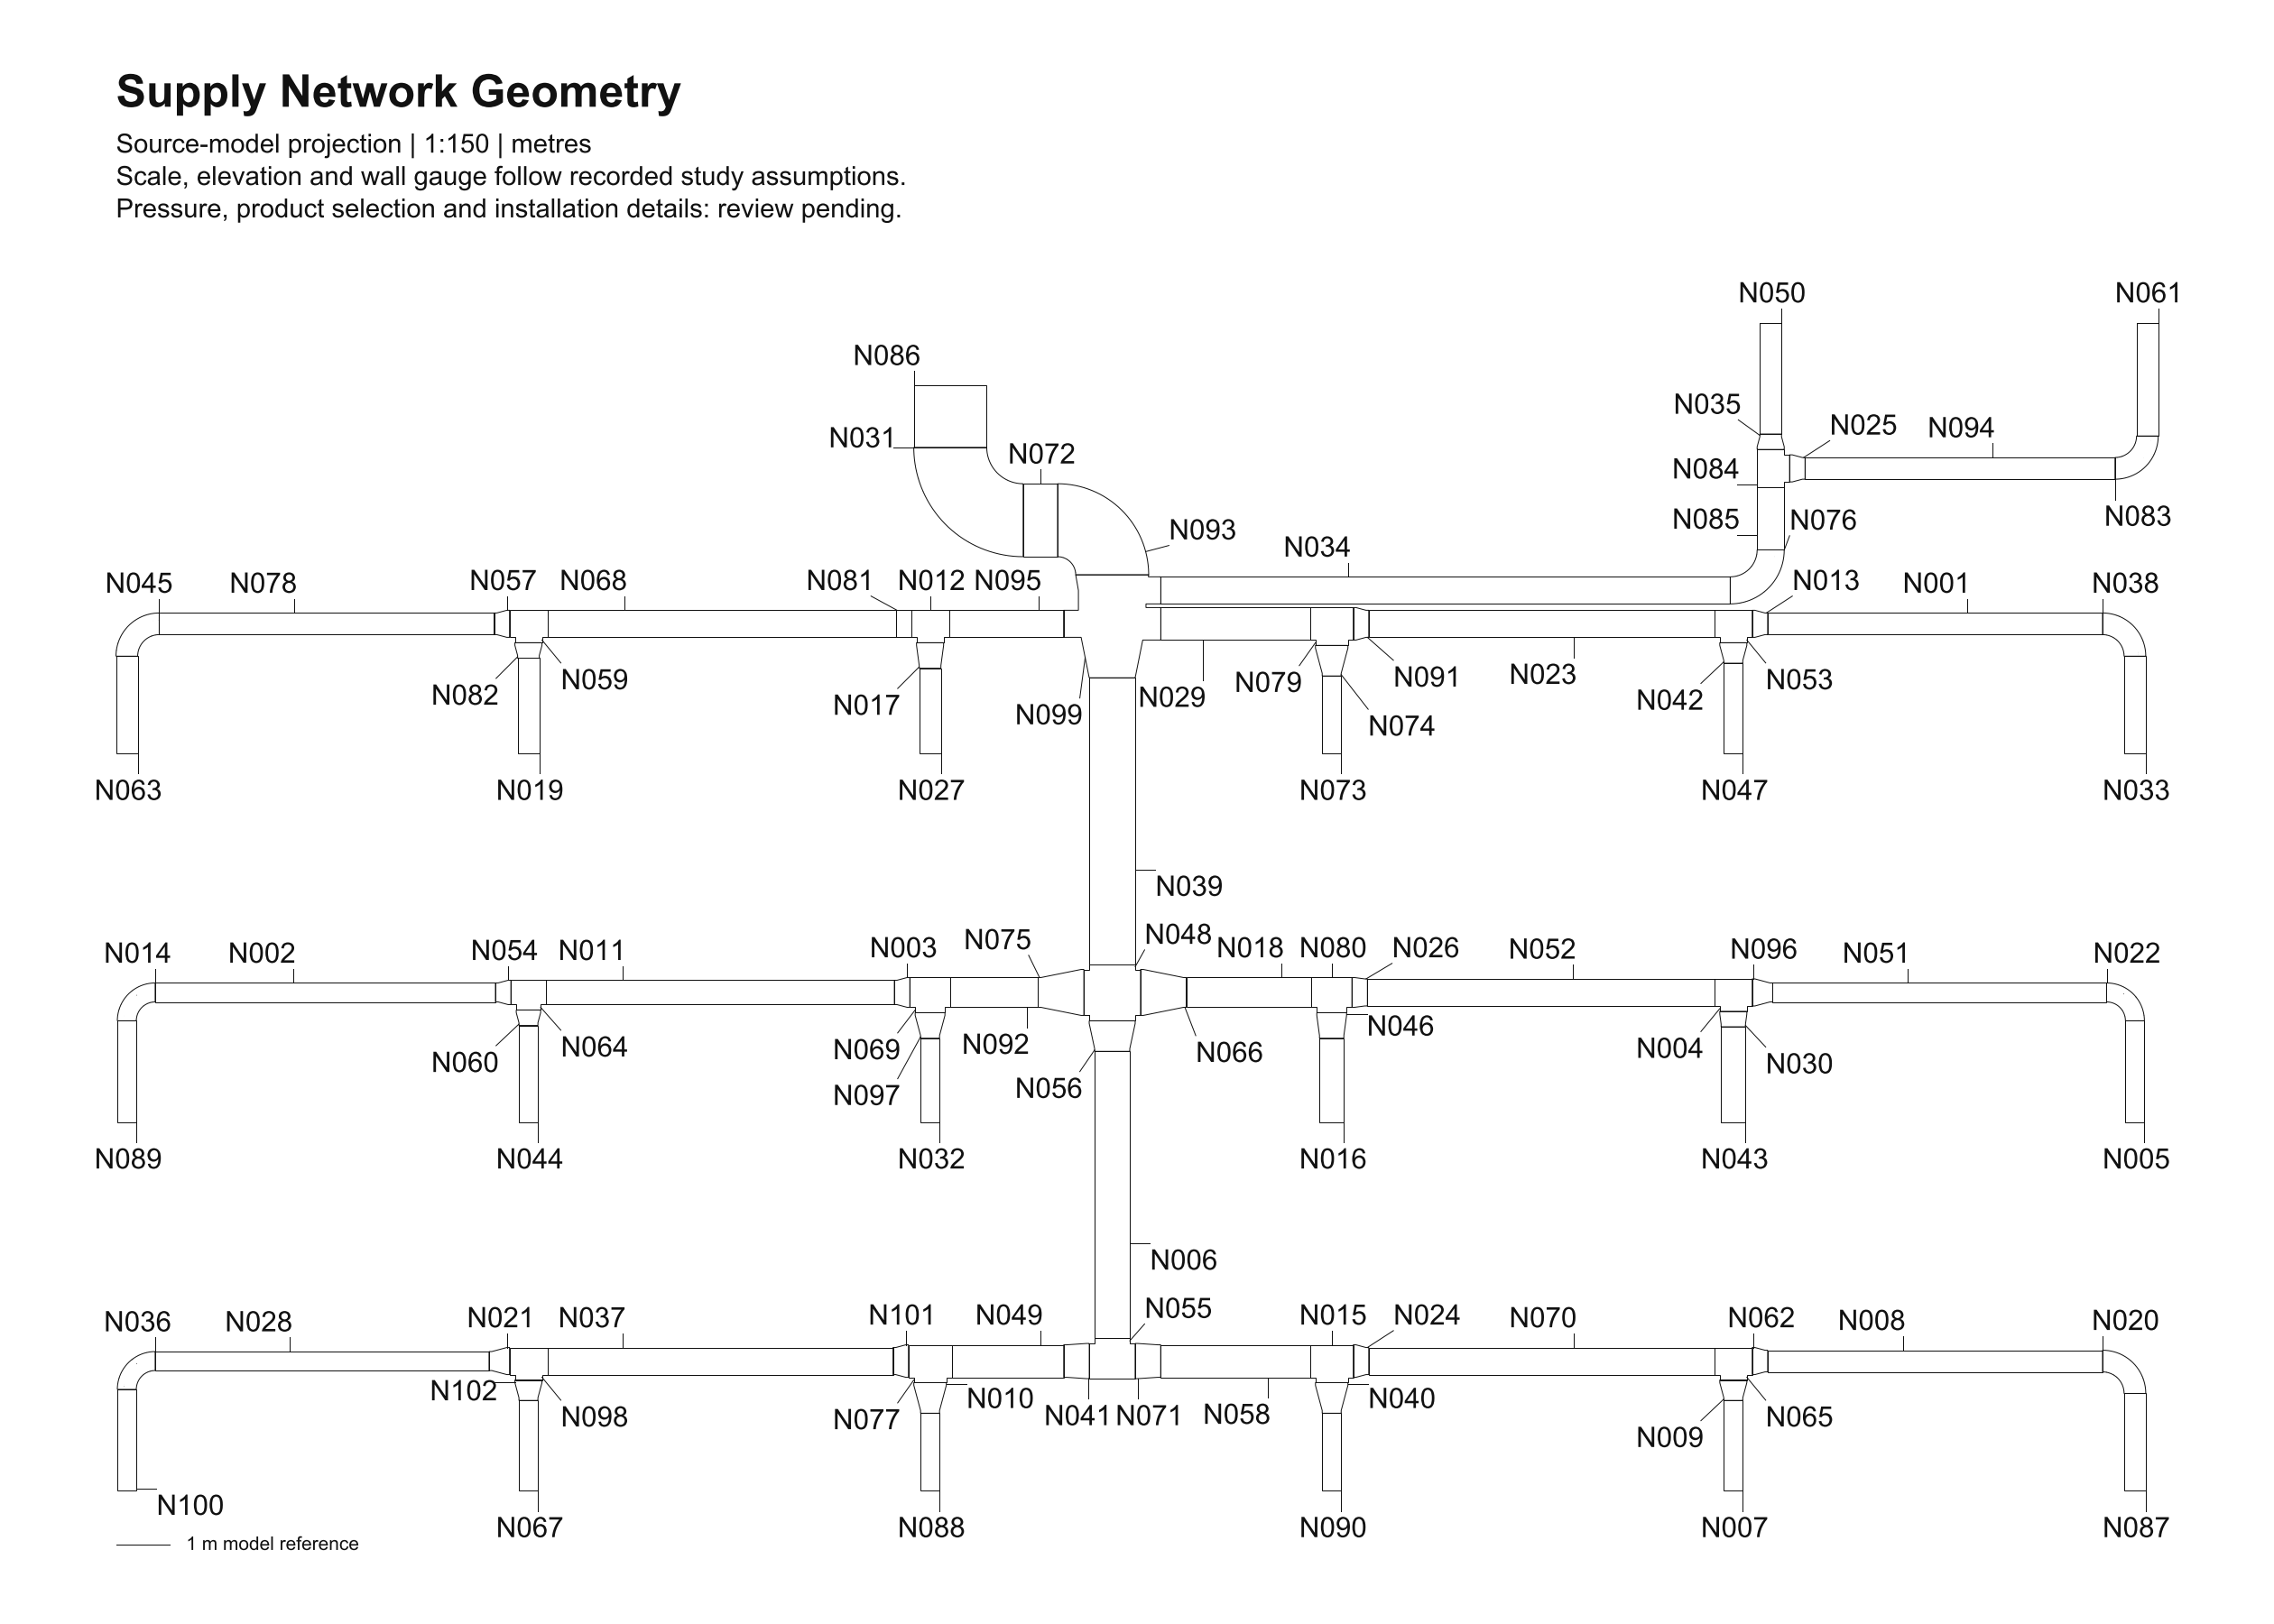 Supply Network Geometry
Source-model projection | 1:150 | metres
Scale, elevation and wall gauge follow recorded study assumptions.
Pressure, product selection and installation details: review pending.
N050 N061
N086
N035
N025 N094
N031
N072
N084
N083
N085 N076
N093
N034
N045 N078 N057 N068 N081 N012 N095 N013 N001 N038
N082 N059 N017 N099 N029 N079 N091 N023 N042 N053
N074
N063 N019 N027 N073 N047 N033
N039
N014 N002 N054 N011 N003 N075 N048 N018 N080 N026 N052 N096 N051 N022
N060 N064 N069 N092 N066 N046 N004 N030
N097 N056
N089 N044 N032 N016 N043 N005
N006
N036 N028 N021 N037 N101 N049 N055 N015 N024 N070 N062 N008 N020
N102 N098 N077 N010 N041 N071 N058 N040 N009 N065
N100
N067 N088 N090 N007 N087
1 m model reference